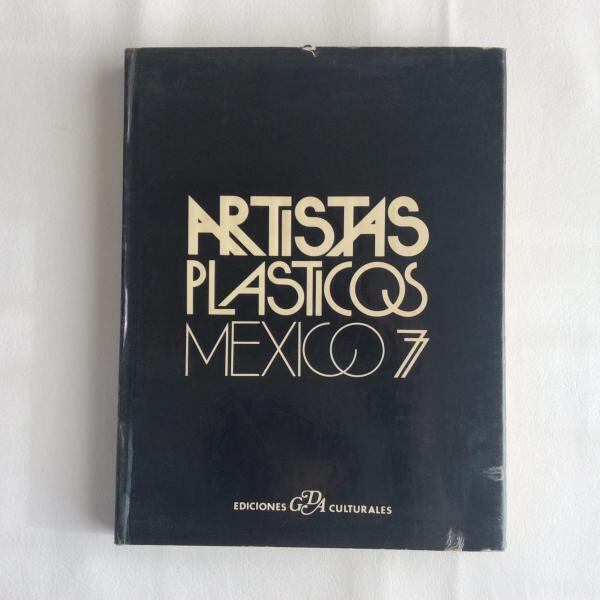 ARTISTAS
PLASTICOS
MEXICO 77
EDICIONES GDA CULTURALES